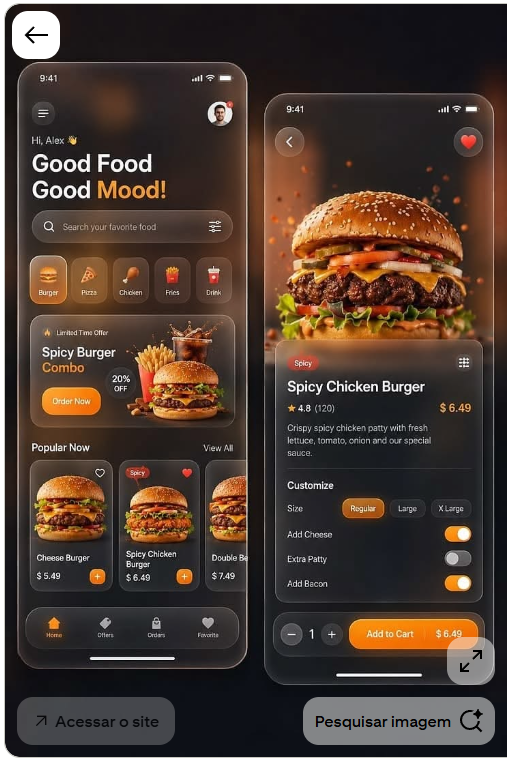 9:41
Hi, Alex 👋
Good Food
Good Mood!
Search your favorite food
Burger
Pizza
Chicken
Fries
Drink
Limited Time Offer
Spicy Burger
Combo
20%
OFF
Order Now
Popular Now
View All
Cheese Burger
$ 5.49
+
Spicy
Spicy Chicken
Burger
$ 6.49
+
Double Be
$ 7.49
Home
Offers
Orders
Favorite
9:41
Spicy
Spicy Chicken Burger
4.8 (120)
$ 6.49
Crispy spicy chicken patty with fresh
lettuce, tomato, onion and our special
sauce.
Customize
Size
Regular
Large
X Large
Add Cheese
Extra Patty
Add Bacon
− 1 +
Add to Cart
$ 6.49
Acessar o site
Pesquisar imagem